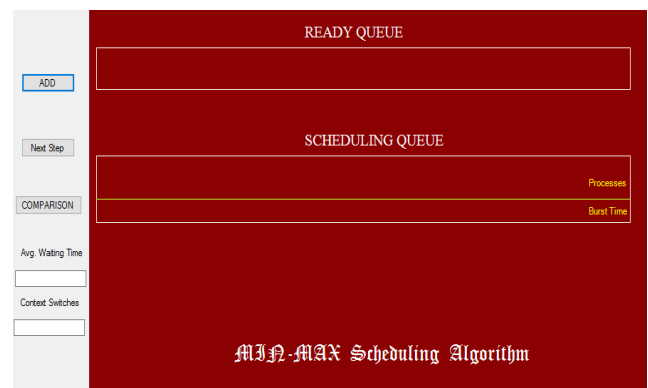 READY QUEUE
ADD
SCHEDULING QUEUE
Next Step
Processes
COMPARISON
Burst Time
Avg. Waiting Time
Context Switches
MIN-MAX Scheduling Algorithm